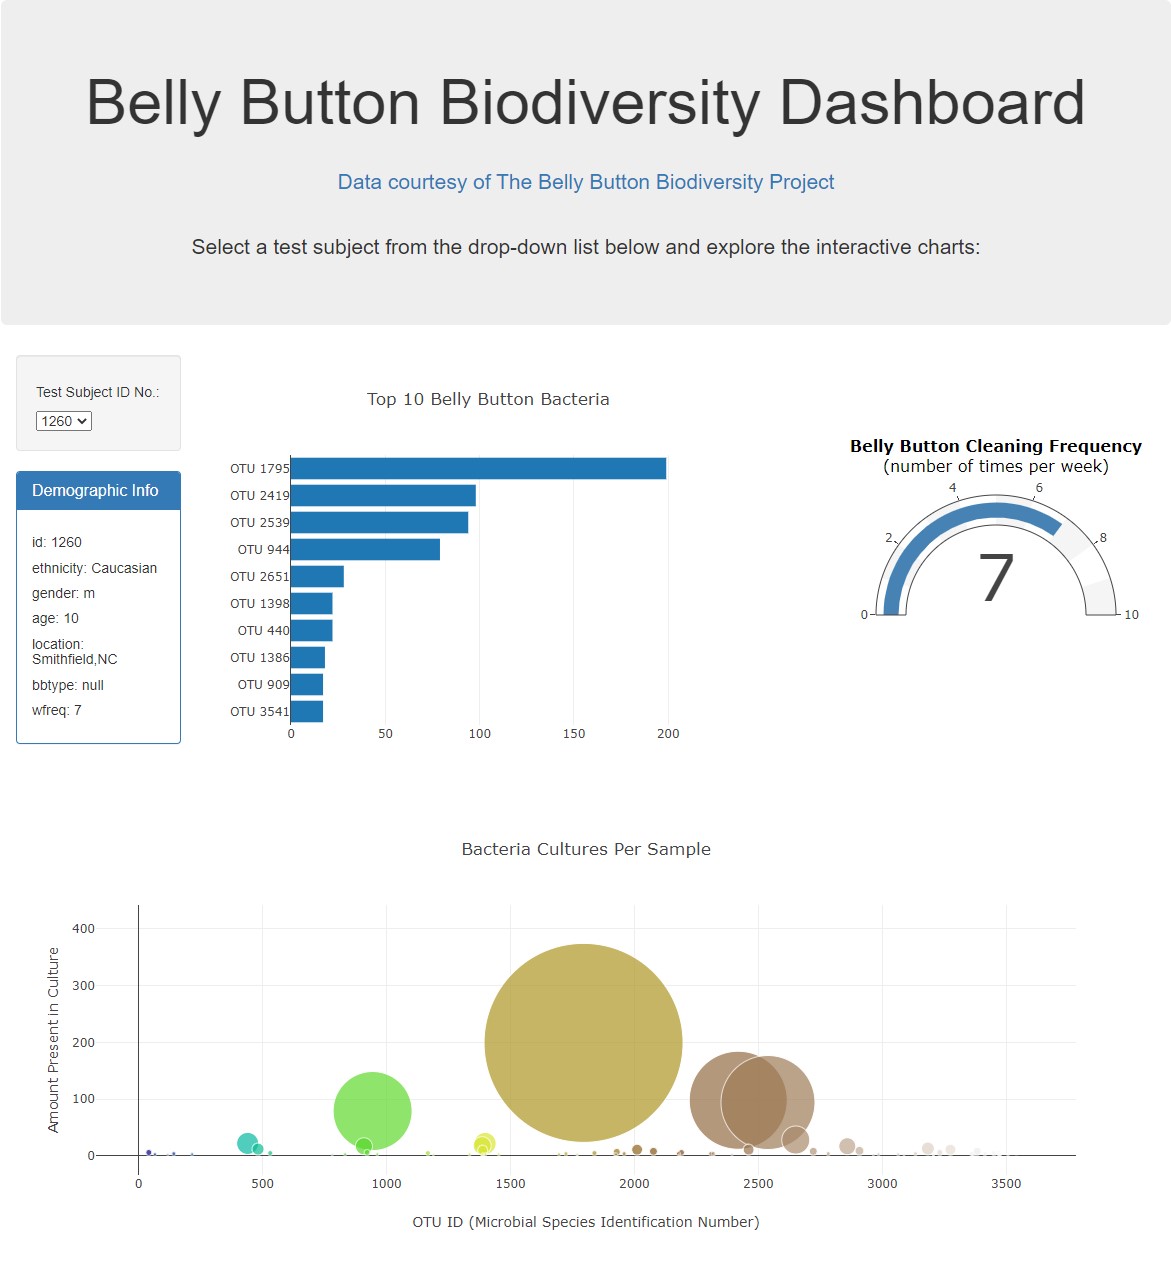 Belly Button Biodiversity Dashboard
Data courtesy of The Belly Button Biodiversity Project
Select a test subject from the drop-down list below and explore the interactive charts:
Test Subject ID No.:
1260
Demographic Info
id: 1260
ethnicity: Caucasian
gender: m
age: 10
location:
Smithfield,NC
bbtype: null
wfreq: 7
Top 10 Belly Button Bacteria
OTU 1795
OTU 2419
OTU 2539
OTU 944
OTU 2651
OTU 1398
OTU 440
OTU 1386
OTU 909
OTU 3541
0 50 100 150 200
Belly Button Cleaning Frequency
(number of times per week)
0 2 4 6 8 10
7
Bacteria Cultures Per Sample
Amount Present in Culture
400
300
200
100
0
0 500 1000 1500 2000 2500 3000 3500
OTU ID (Microbial Species Identification Number)